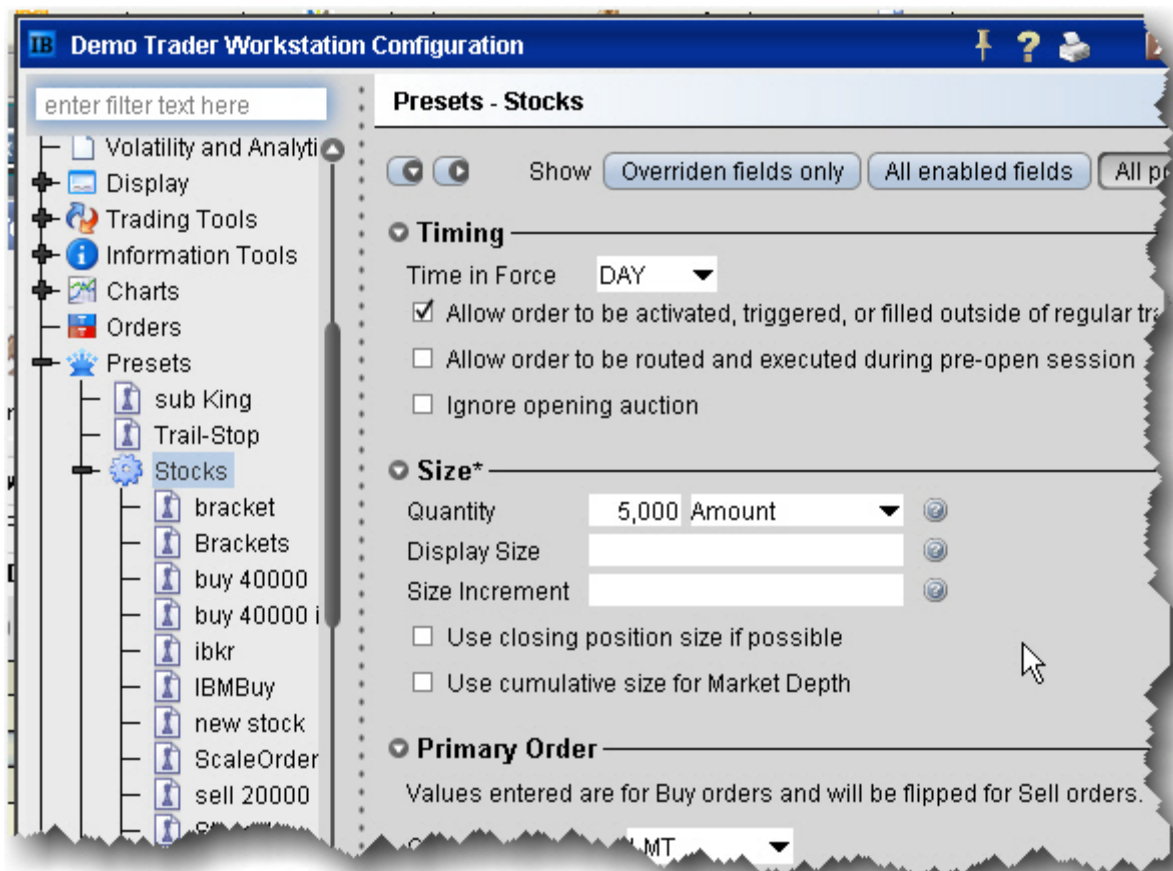 IB Demo Trader Workstation Configuration
enter filter text here
Volatility and Analyti
Display
Trading Tools
Information Tools
Charts
Orders
Presets
sub King
Trail-Stop
Stocks
bracket
Brackets
buy 40000
buy 40000 i
ibkr
IBMBuy
new stock
ScaleOrder
sell 20000
Presets - Stocks
Show Overriden fields only All enabled fields All
Timing
Time in Force DAY
Allow order to be activated, triggered, or filled outside of regular
Allow order to be routed and executed during pre-open session
Ignore opening auction
Size*
Quantity 5,000 Amount
Display Size
Size Increment
Use closing position size if possible
Use cumulative size for Market Depth
Primary Order
Values entered are for Buy orders and will be flipped for Sell orders.